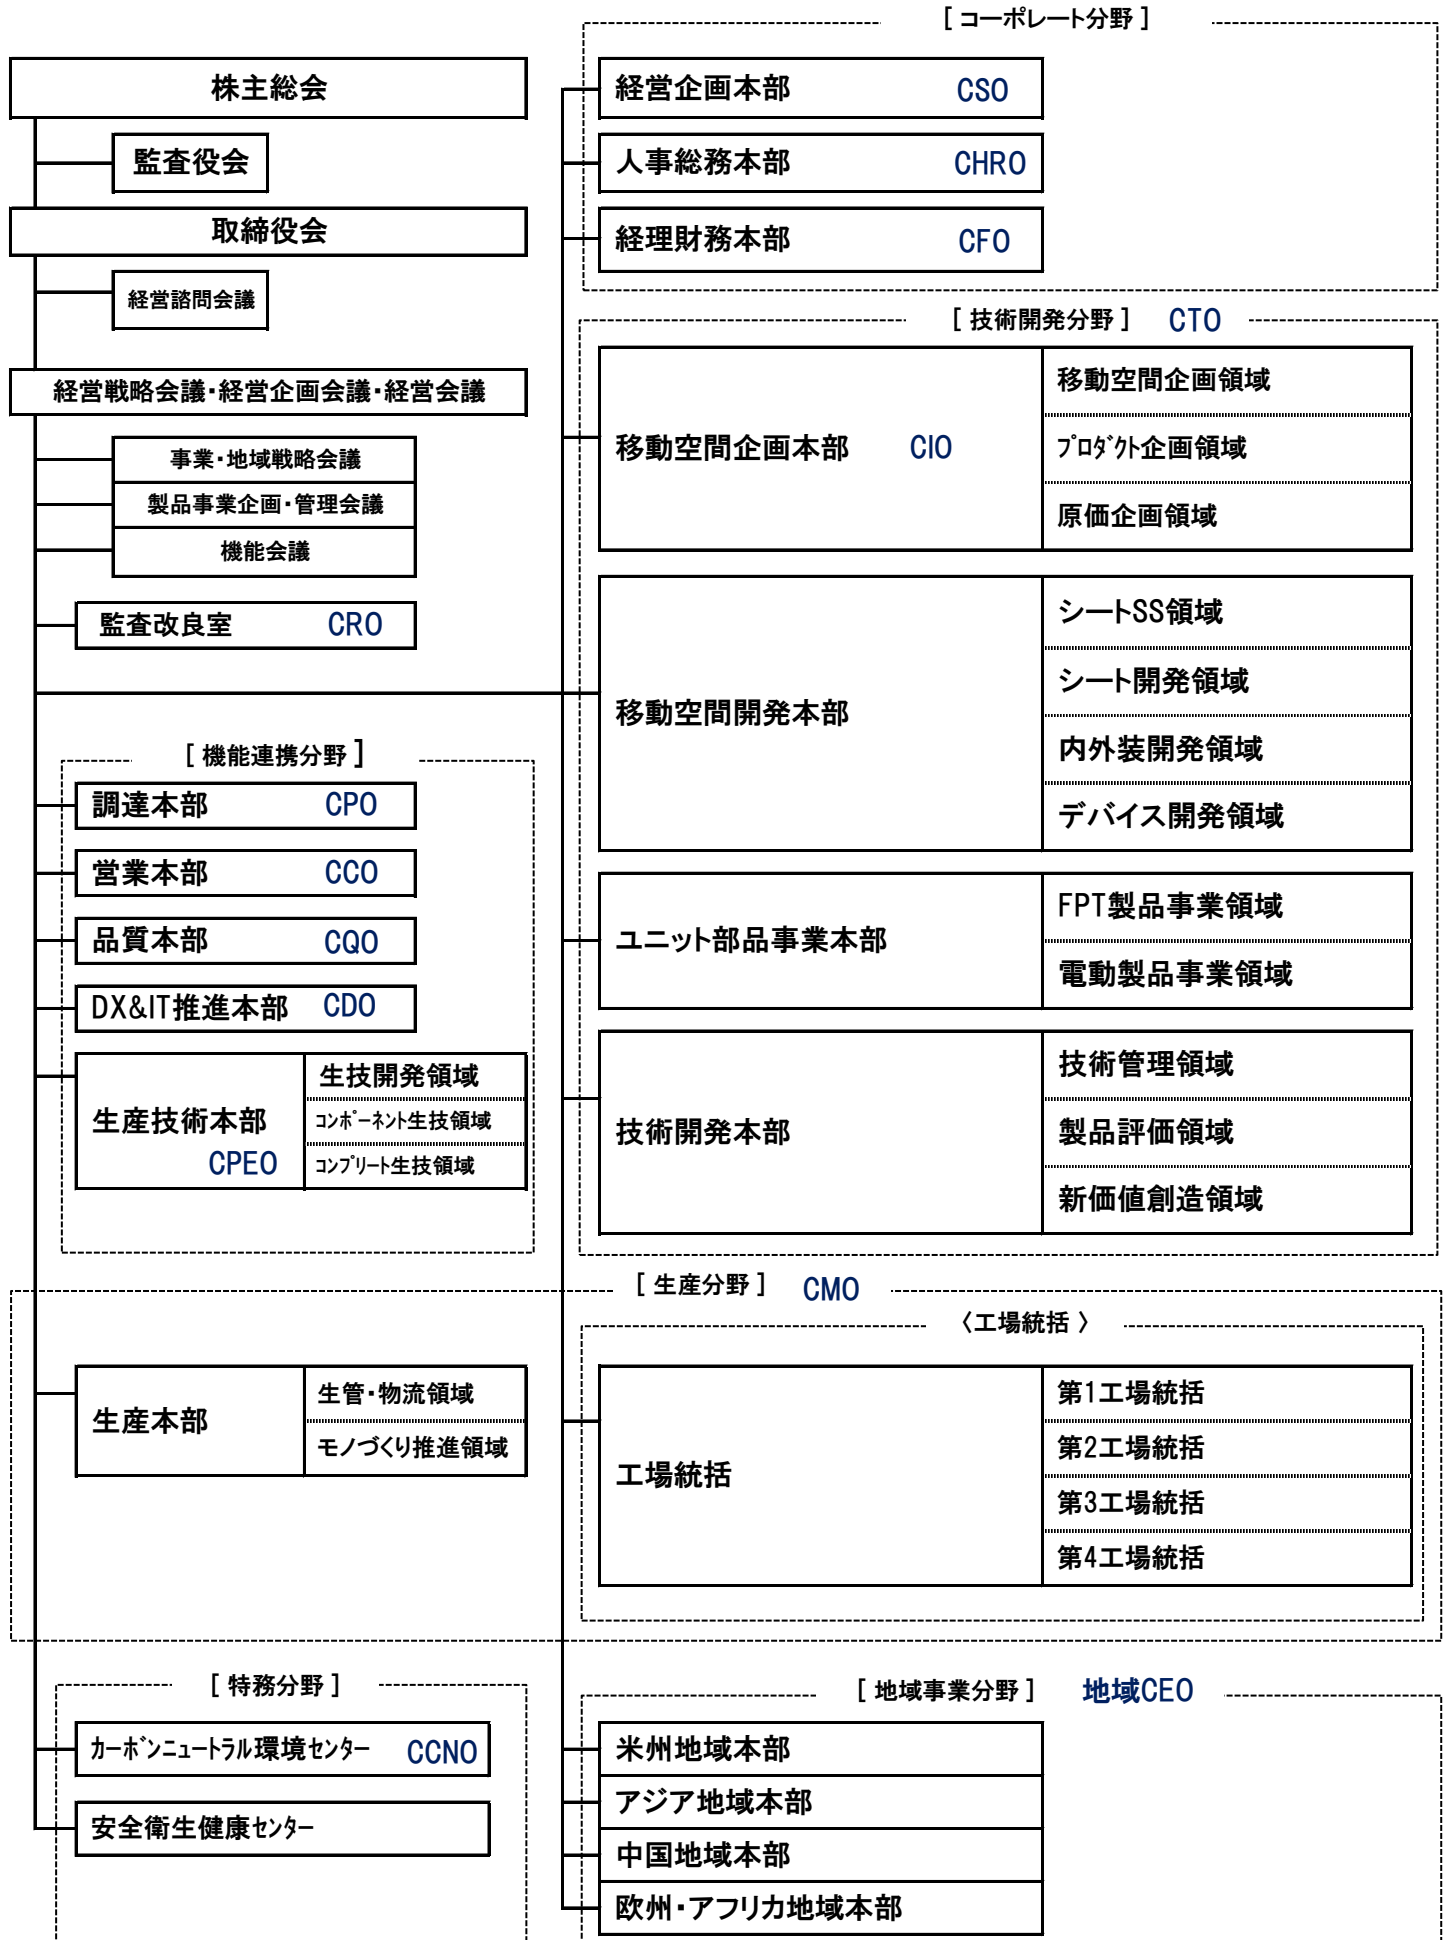 株主総会
監査役会
取締役会
経営諮問会議
経営戦略会議・経営企画会議・経営会議
事業・地域戦略会議
製品事業企画・管理会議
機能会議
監査改良室 CRO
[ 機能連携分野 ]
調達本部 CPO
営業本部 CCO
品質本部 CQO
DX&IT推進本部 CDO
生産技術本部
CPEO
生技開発領域
ｺﾝﾎﾟｰﾈﾝﾄ生技領域
ｺﾝﾌﾟﾘｰﾄ生技領域
[ コーポレート分野 ]
経営企画本部 CSO
人事総務本部 CHRO
経理財務本部 CFO
[ 技術開発分野 ] CTO
移動空間企画本部 CIO
移動空間企画領域
ﾌﾟﾛﾀﾞｸﾄ企画領域
原価企画領域
移動空間開発本部
シートSS領域
シート開発領域
内外装開発領域
デバイス開発領域
ユニット部品事業本部
FPT製品事業領域
電動製品事業領域
技術開発本部
技術管理領域
製品評価領域
新価値創造領域
[ 生産分野 ] CMO
生産本部
生管・物流領域
モノづくり推進領域
〈工場統括 〉
工場統括
第1工場統括
第2工場統括
第3工場統括
第4工場統括
[ 特務分野 ]
ｶｰﾎﾞﾝﾆｭｰﾄﾗﾙ環境ｾﾝﾀｰ CCNO
安全衛生健康ｾﾝﾀｰ
[ 地域事業分野 ] 地域CEO
米州地域本部
アジア地域本部
中国地域本部
欧州・アフリカ地域本部